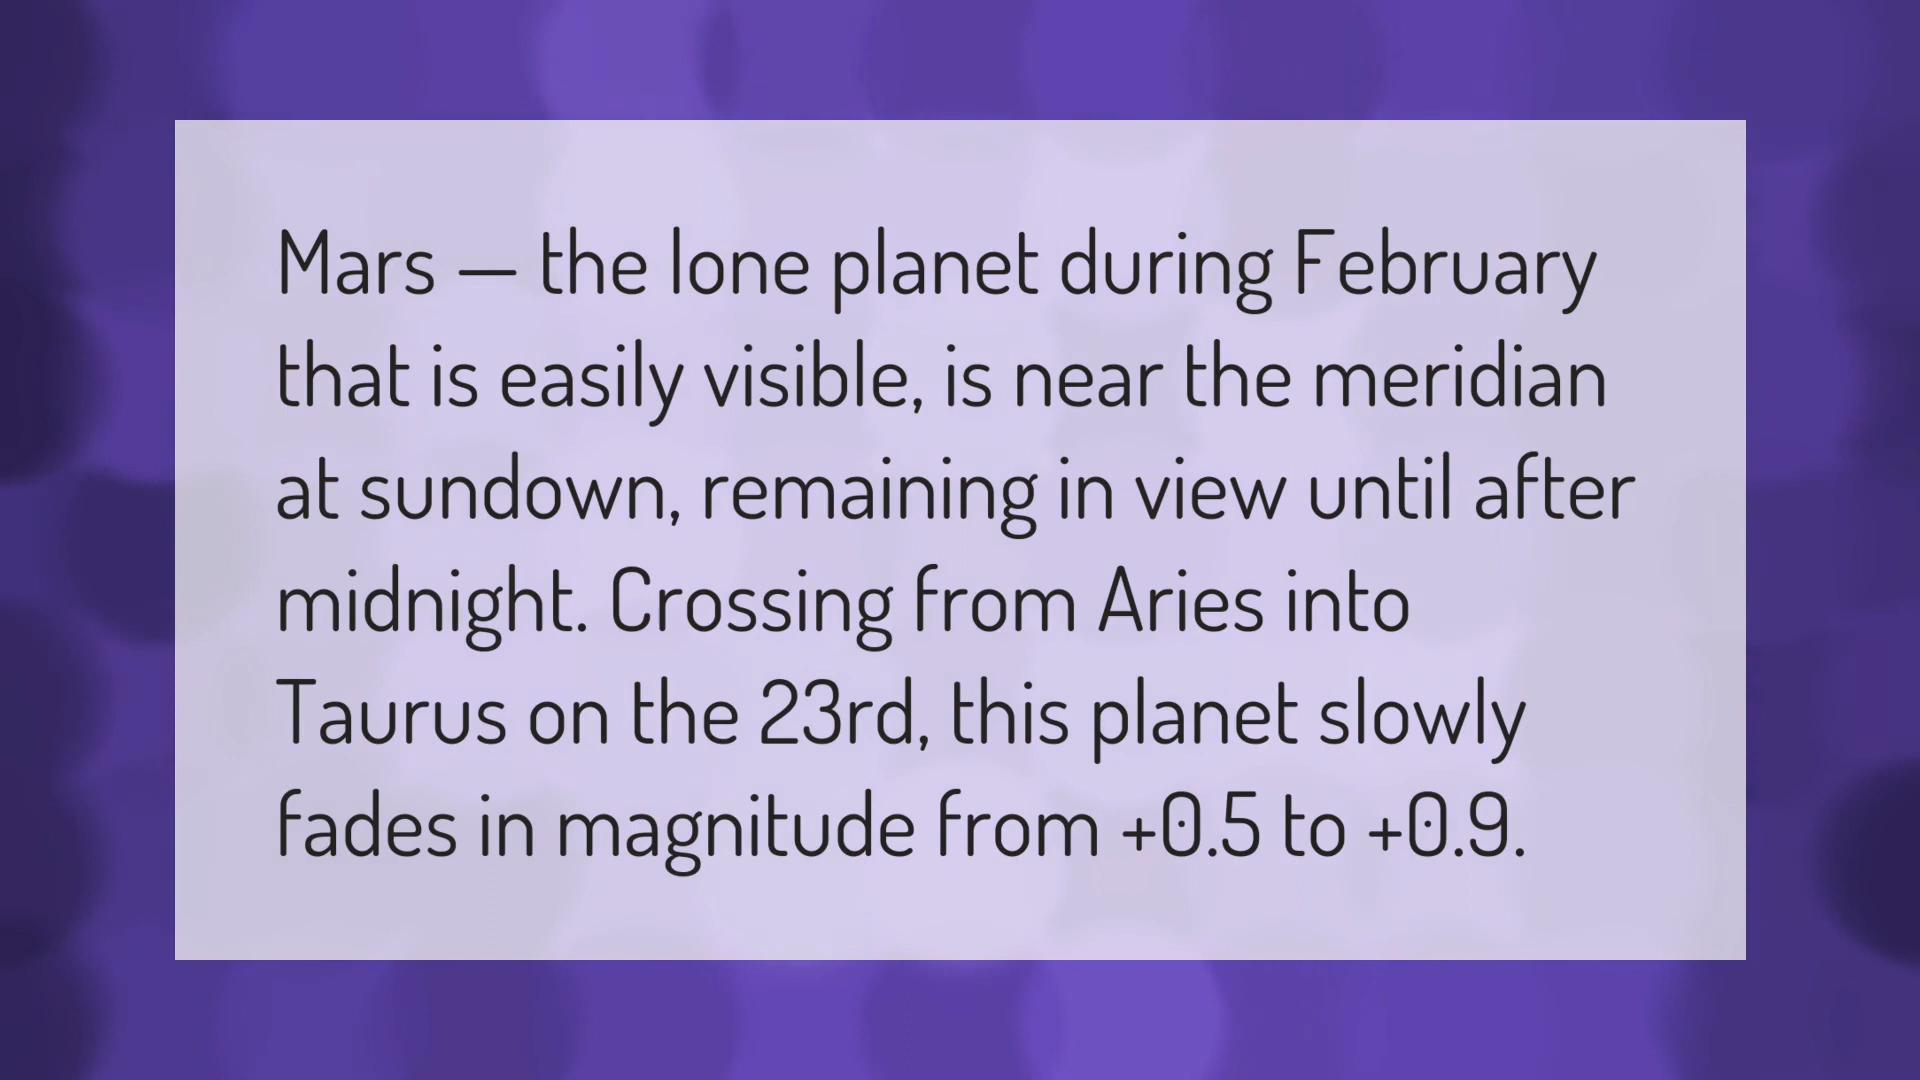 Mars — the lone planet during February
that is easily visible, is near the meridian
at sundown, remaining in view until after
midnight. Crossing from Aries into
Taurus on the 23rd, this planet slowly
fades in magnitude from +0.5 to +0.9.